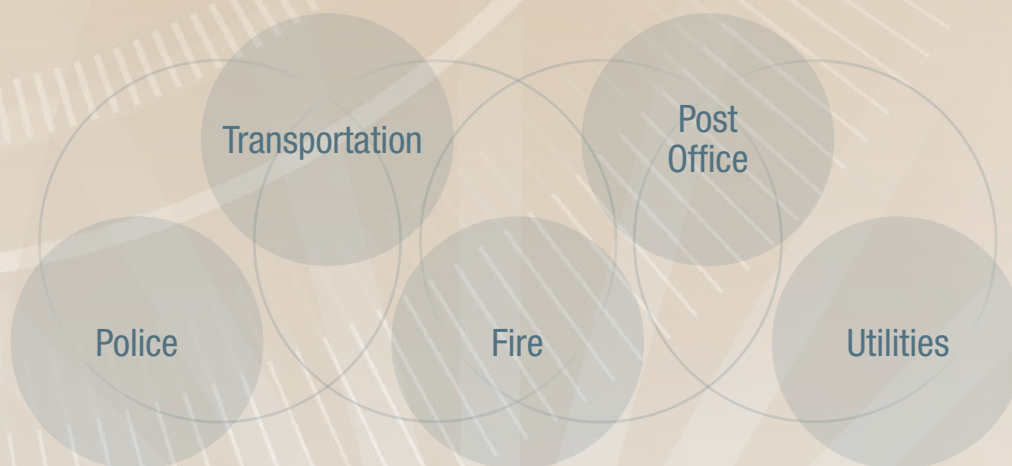 Transportation
Post
Office
Police
Fire
Utilities